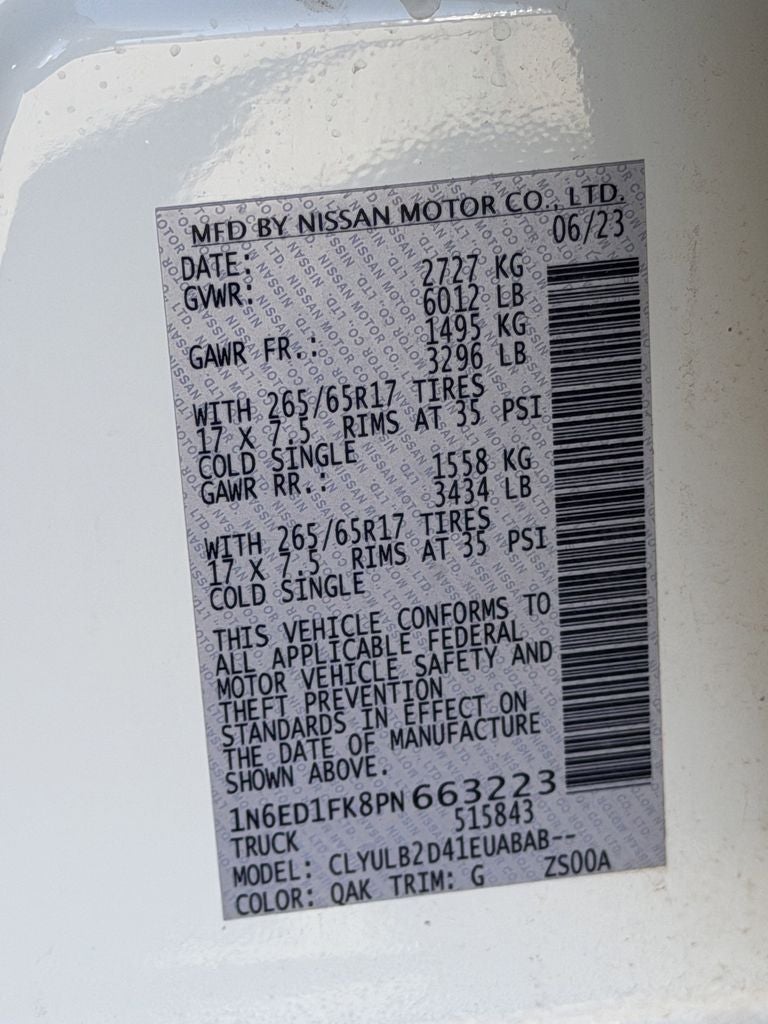 MFD BY NISSAN MOTOR CO., LTD.
DATE: 06/23
GVWR: 2727 KG
6012 LB
GAWR FR.: 1495 KG
3296 LB
WITH 265/65R17 TIRES
17 X 7.5 RIMS AT 35 PSI
COLD SINGLE
GAWR RR.: 1558 KG
3434 LB
WITH 265/65R17 TIRES
17 X 7.5 RIMS AT 35 PSI
COLD SINGLE
THIS VEHICLE CONFORMS TO
ALL APPLICABLE FEDERAL
MOTOR VEHICLE SAFETY AND
THEFT PREVENTION
STANDARDS IN EFFECT ON
THE DATE OF MANUFACTURE
SHOWN ABOVE.
1N6ED1FK8PN663223
TRUCK 515843
MODEL: CLYULB2D41EUABAB--
COLOR: QAK TRIM: G ZS00A